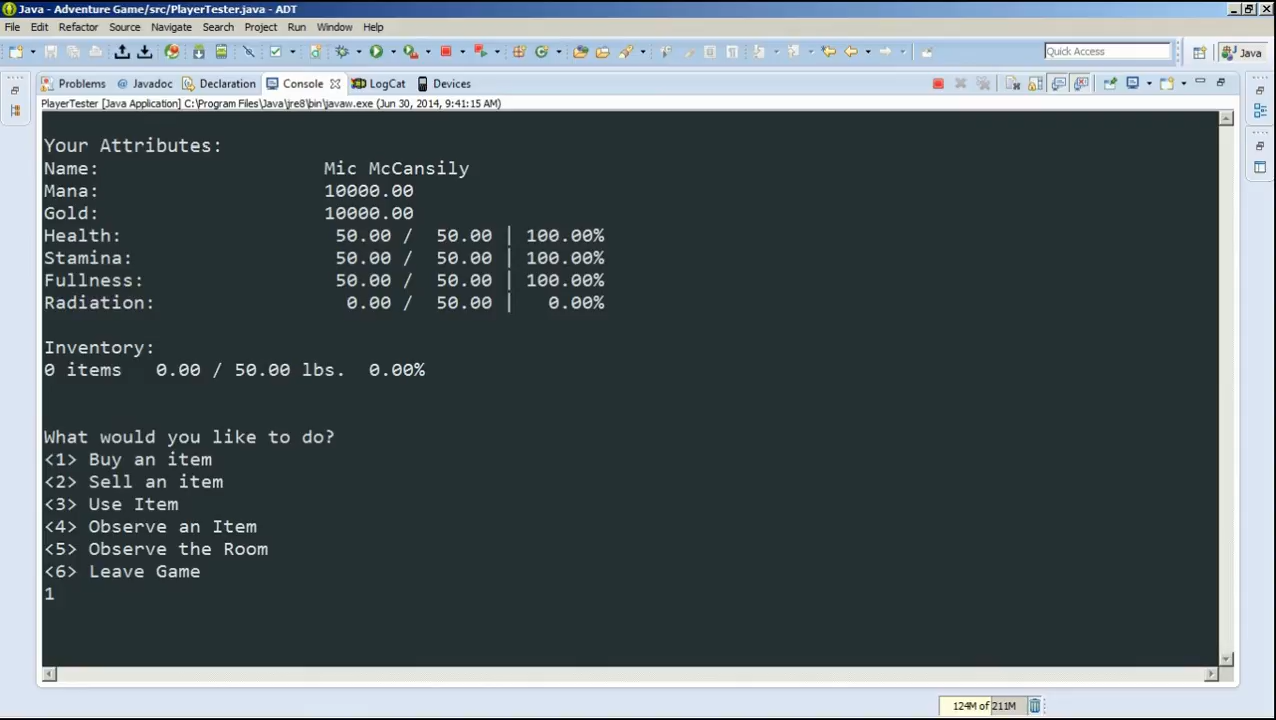 Java - Adventure Game/src/PlayerTester.java - ADT
File Edit Refactor Source Navigate Search Project Run Window Help
Quick Access
Java
Problems @ Javadoc Declaration Console LogCat Devices
PlayerTester [Java Application] C:\Program Files\Java\jre8\bin\javaw.exe (Jun 30, 2014, 9:41:15 AM)
Your Attributes:
Name: Mic McCansily
Mana: 10000.00
Gold: 10000.00
Health: 50.00 / 50.00 | 100.00%
Stamina: 50.00 / 50.00 | 100.00%
Fullness: 50.00 / 50.00 | 100.00%
Radiation: 0.00 / 50.00 | 0.00%
Inventory:
0 items 0.00 / 50.00 lbs. 0.00%
What would you like to do?
<1> Buy an item
<2> Sell an item
<3> Use Item
<4> Observe an Item
<5> Observe the Room
<6> Leave Game
1
124M of 211M